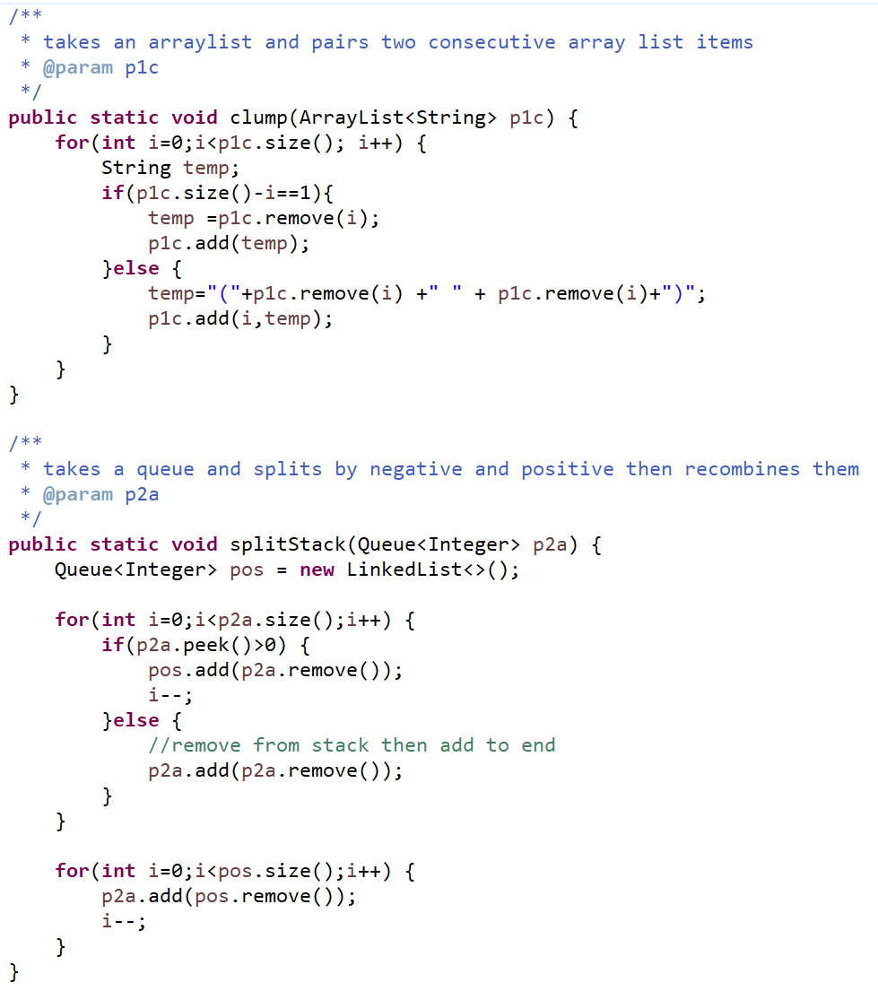 /**
 * takes an arraylist and pairs two consecutive array list items
 * @param p1c
 */
public static void clump(ArrayList<String> p1c) {
    for(int i=0;i<p1c.size(); i++) {
        String temp;
        if(p1c.size()-i==1){
            temp =p1c.remove(i);
            p1c.add(temp);
        }else {
            temp="("+p1c.remove(i) +" " + p1c.remove(i)+")";
            p1c.add(i,temp);
        }
    }
}

/**
 * takes a queue and splits by negative and positive then recombines them
 * @param p2a
 */
public static void splitStack(Queue<Integer> p2a) {
    Queue<Integer> pos = new LinkedList<>();

    for(int i=0;i<p2a.size();i++) {
        if(p2a.peek()>0) {
            pos.add(p2a.remove());
            i--;
        }else {
            //remove from stack then add to end
            p2a.add(p2a.remove());
        }
    }

    for(int i=0;i<pos.size();i++) {
        p2a.add(pos.remove());
        i--;
    }
}